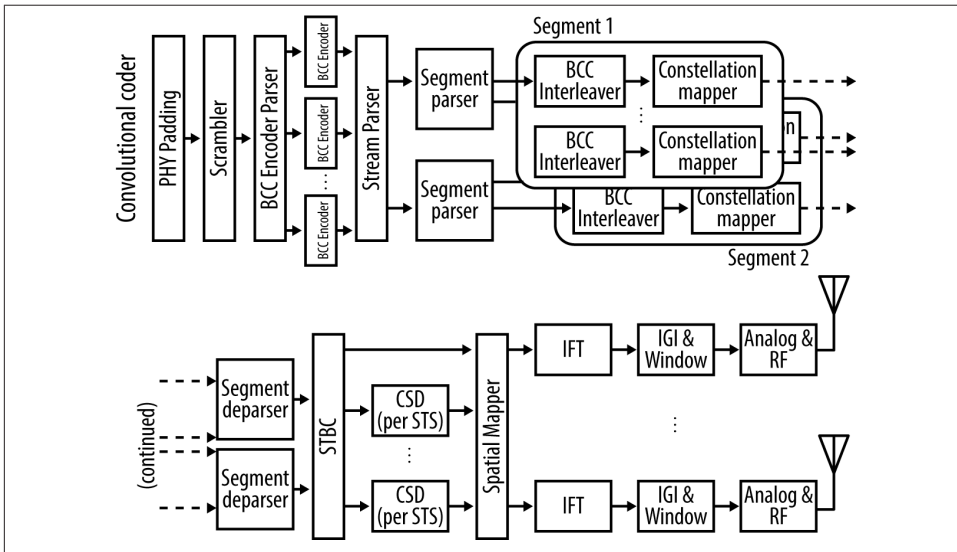 Segment 1
Convolutional coder
PHY Padding
Scrambler
BCC Encoder Parser
BCC Encoder
BCC Encoder
...
BCC Encoder
Stream Parser
Segment
parser
Segment
parser
BCC
Interleaver
Constellation
mapper
...
BCC
Interleaver
Constellation
mapper
on
BCC
Interleaver
Constellation
mapper
Segment 2
(continued)
Segment
deparser
Segment
deparser
STBC
CSD
(per STS)
...
CSD
(per STS)
Spatial Mapper
IFT
IGI &
Window
Analog &
RF
...
IFT
IGI &
Window
Analog &
RF